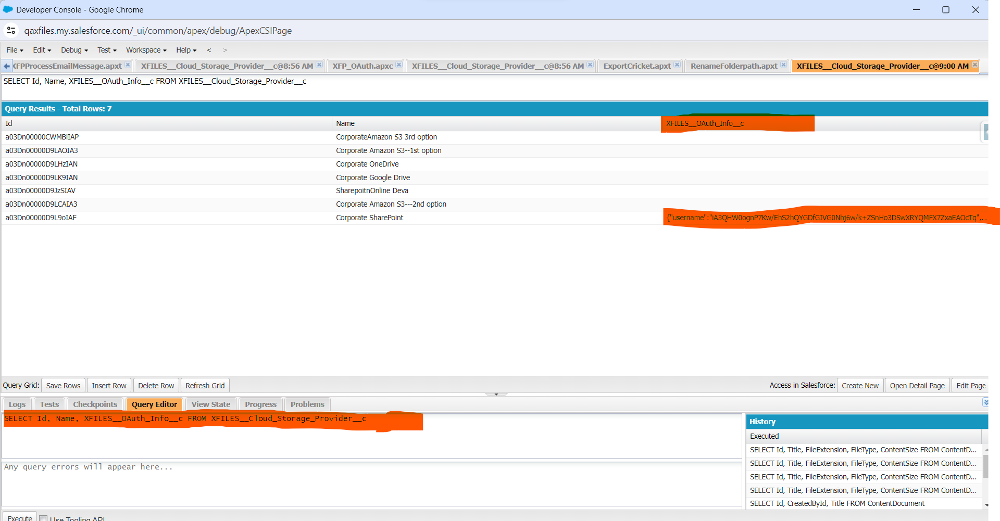 Developer Console - Google Chrome
qaxfiles.my.salesforce.com/_ui/common/apex/debug/ApexCSIPage
File Edit Debug Test Workspace Help < >
XFPProcessEmailMessage.apxt XFILES__Cloud_Storage_Provider__c@8:56 AM XFP_OAuth.apxc XFILES__Cloud_Storage_Provider__c@8:56 AM ExportCricket.apxt RenameFolderpath.apxt XFILES__Cloud_Storage_Provider__c@9:00 AM
SELECT Id, Name, XFILES__OAuth_Info__c FROM XFILES__Cloud_Storage_Provider__c
Query Results - Total Rows: 7
Id Name XFILES__OAuth_Info__c
a03Dn00000CWMBiIAP CorporateAmazon S3 3rd option
a03Dn00000D9LAOIA3 Corporate Amazon S3--1st option
a03Dn00000D9LHzIAN Corporate OneDrive
a03Dn00000D9LK9IAN Corporate Google Drive
a03Dn00000D9JzSIAV SharepoitnOnline Deva
a03Dn00000D9LCAIA3 Corporate Amazon S3---2nd option
a03Dn00000D9L9oIAF Corporate SharePoint {"username":"iA3QHW0ognP7Kw/EhS2hQYGDfGIVG0Nhj6w/k+ZSnHo3DSwXRYQMFX7ZxaEAOcTq",...
Query Grid: Save Rows Insert Row Delete Row Refresh Grid Access in Salesforce: Create New Open Detail Page Edit Page
Logs Tests Checkpoints Query Editor View State Progress Problems
SELECT Id, Name, XFILES__OAuth_Info__c FROM XFILES__Cloud_Storage_Provider__c
Any query errors will appear here...
History
Executed
SELECT Id, Title, FileExtension, FileType, ContentSize FROM ContentD...
SELECT Id, Title, FileExtension, FileType, ContentSize FROM ContentD...
SELECT Id, Title, FileExtension, FileType, ContentSize FROM ContentD...
SELECT Id, Title, FileExtension, FileType, ContentSize FROM ContentD...
SELECT Id, CreatedById, Title FROM ContentDocument
Execute Use Tooling API